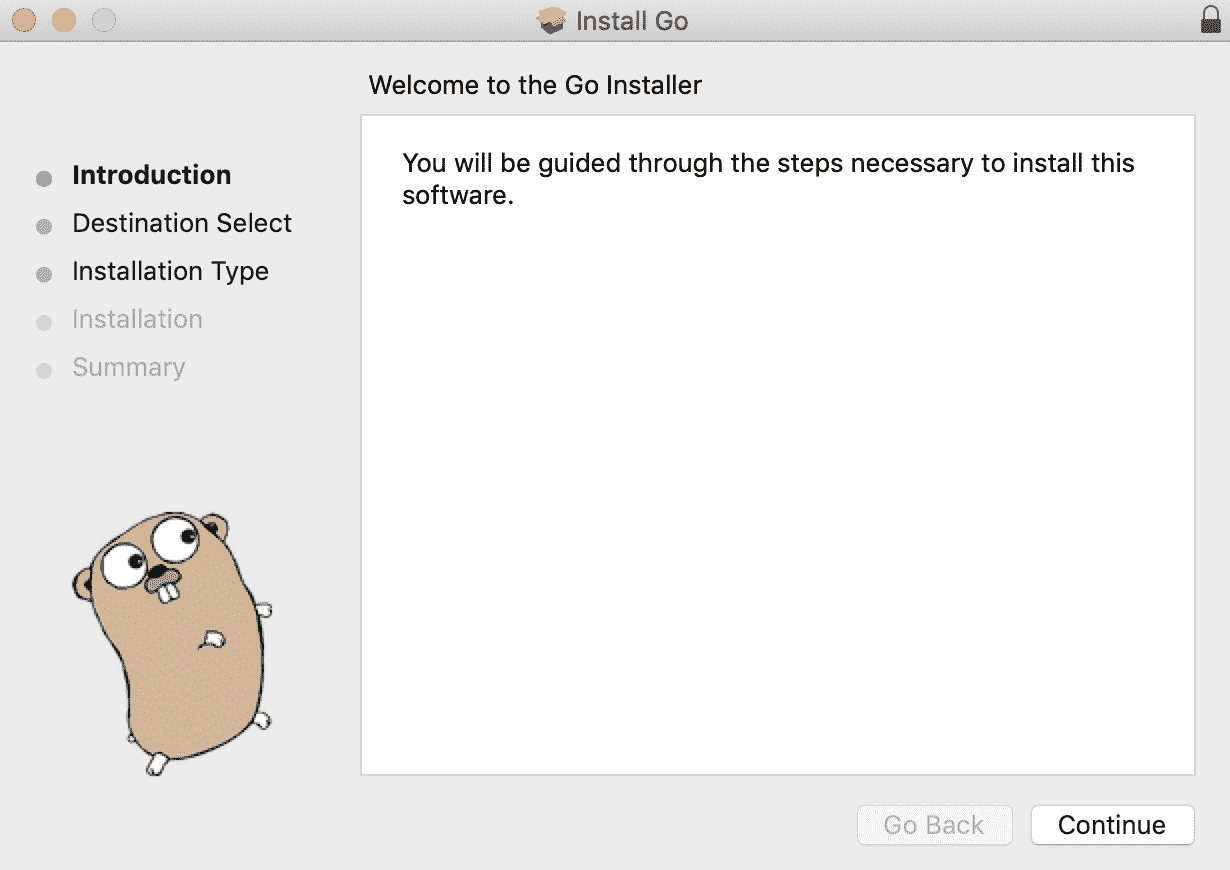 Install Go
Welcome to the Go Installer
Introduction
Destination Select
Installation Type
Installation
Summary
You will be guided through the steps necessary to install this
software.
Go Back
Continue